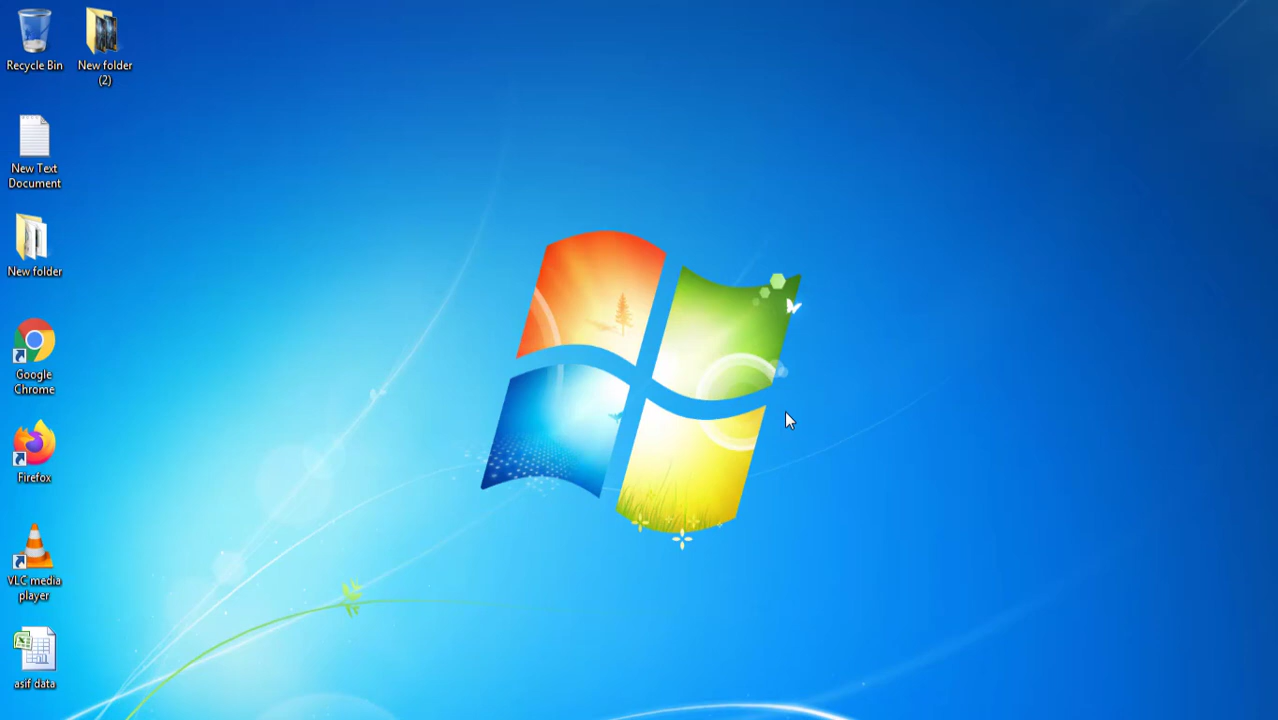 Recycle Bin
New folder
(2)
New Text
Document
New folder
Google
Chrome
Firefox
VLC media
player
asif data